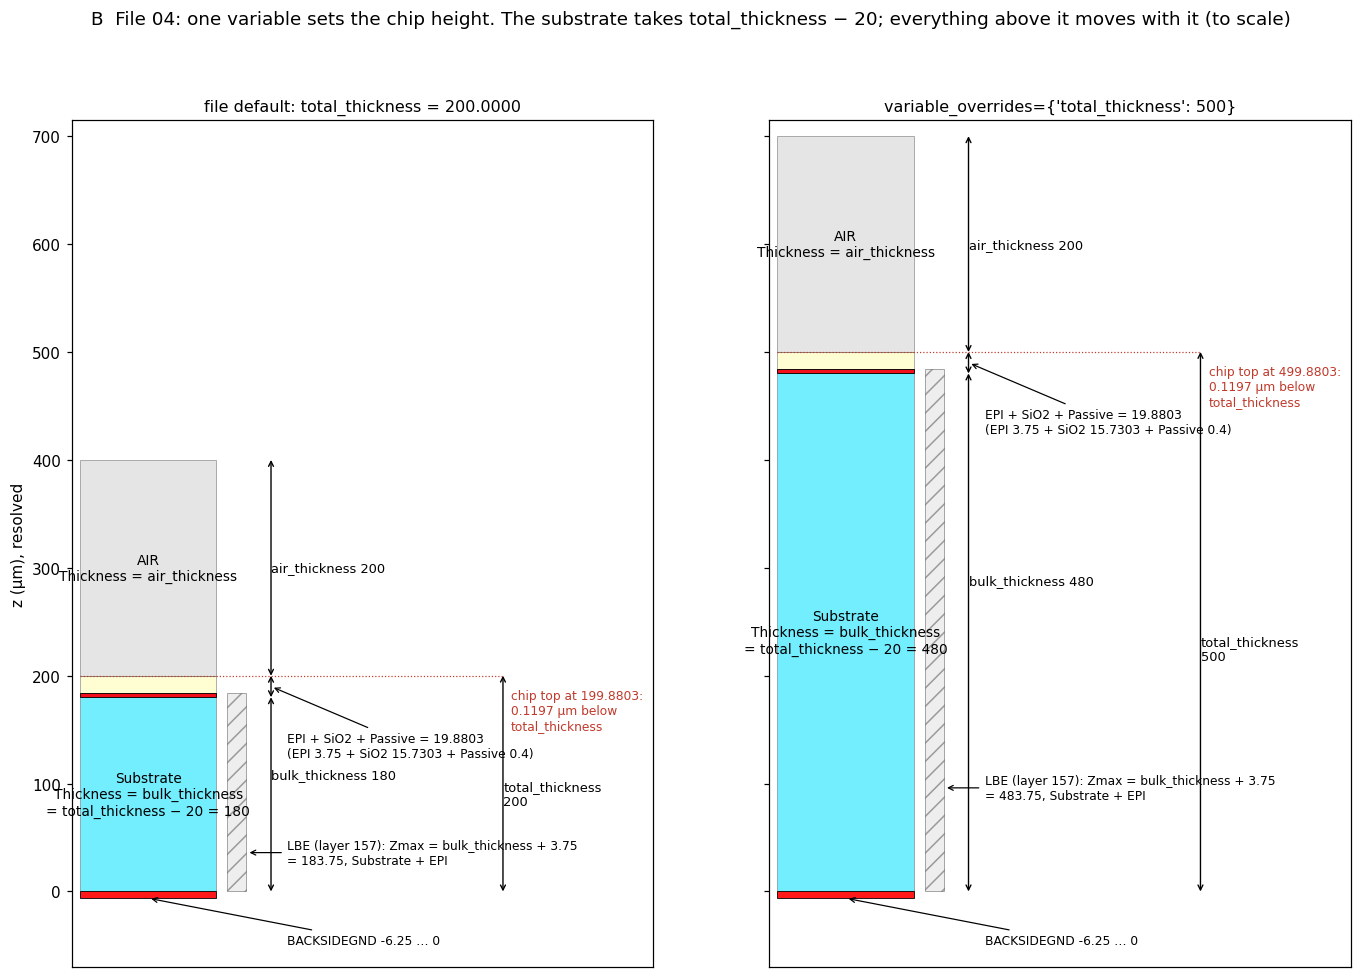 B  File 04: one variable sets the chip height. The substrate takes total_thickness − 20; everything above it moves with it (to scale)
file default: total_thickness = 200.0000
z (µm), resolved
700
600
500
400
300
200
100
0
AIR
Thickness = air_thickness
air_thickness 200
chip top at 199.8803:
0.1197 µm below
total_thickness
EPI + SiO2 + Passive = 19.8803
(EPI 3.75 + SiO2 15.7303 + Passive 0.4)
bulk_thickness 180
Substrate
Thickness = bulk_thickness
= total_thickness − 20 = 180
total_thickness
200
LBE (layer 157): Zmax = bulk_thickness + 3.75
= 183.75, Substrate + EPI
BACKSIDEGND -6.25 ... 0
variable_overrides={'total_thickness': 500}
AIR
Thickness = air_thickness
air_thickness 200
chip top at 499.8803:
0.1197 µm below
total_thickness
EPI + SiO2 + Passive = 19.8803
(EPI 3.75 + SiO2 15.7303 + Passive 0.4)
bulk_thickness 480
Substrate
Thickness = bulk_thickness
= total_thickness − 20 = 480
total_thickness
500
LBE (layer 157): Zmax = bulk_thickness + 3.75
= 483.75, Substrate + EPI
BACKSIDEGND -6.25 ... 0